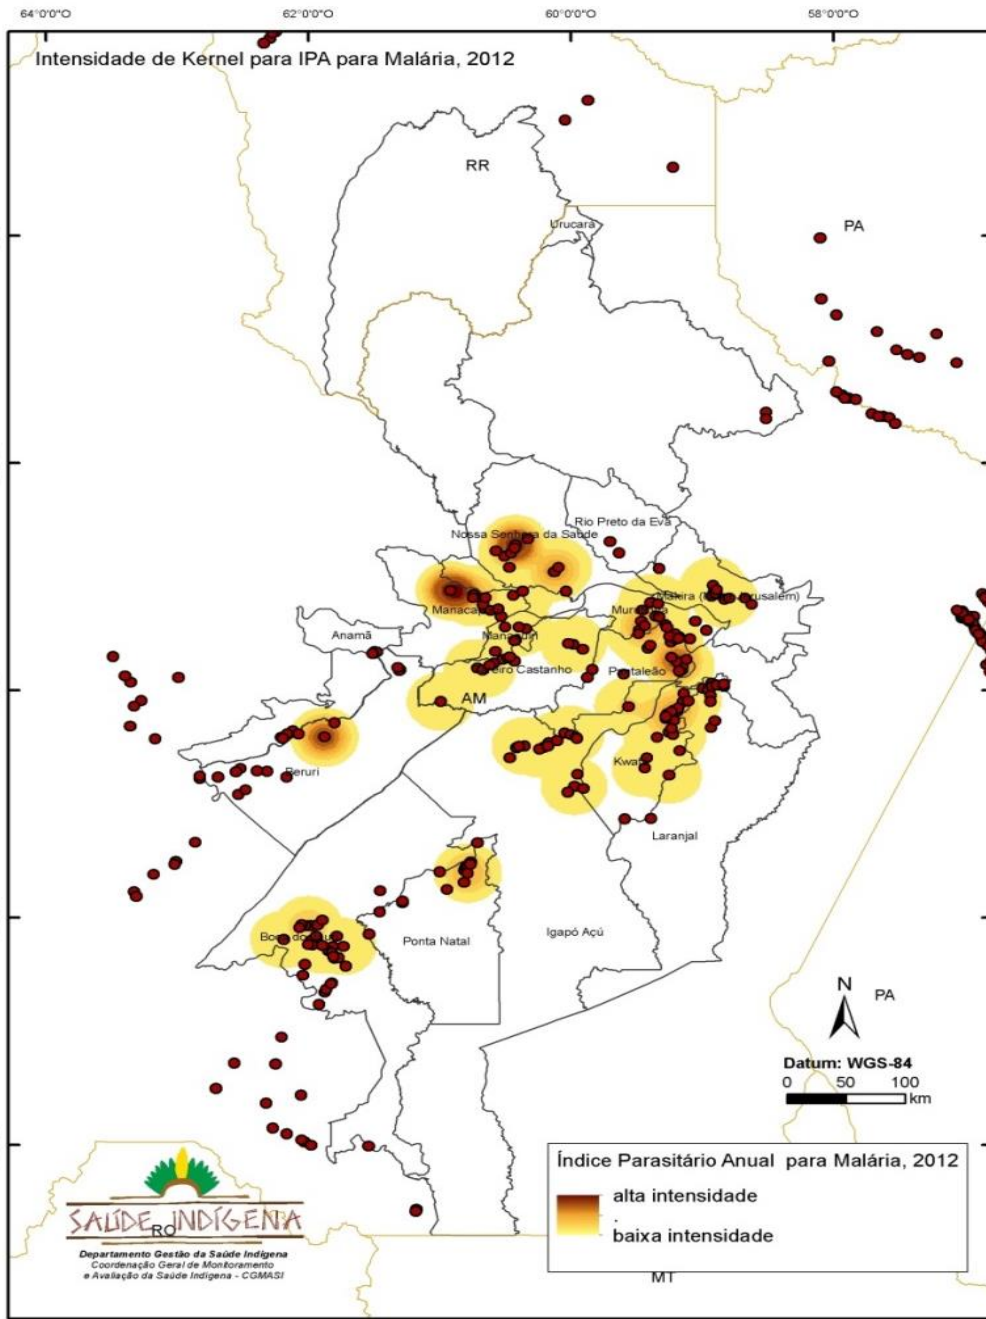 64°0'0"O 62°0'0"O 60°0'0"O 58°0'0"O
Intensidade de Kernel para IPA para Malária, 2012
RR
Urucará
PA
Rio Preto da Eva
Nossa Senhora da Saúde
Jerusalém)
Anamã
Castanho
Pantaleão
AM
Beruri
Laranjal
Ponta Natal
Igapó Açú
N
PA
Datum: WGS-84
0 50 100
km
Índice Parasitário Anual para Malária, 2012
alta intensidade
.
baixa intensidade
SAÚDE INDÍGENA
RO
Departamento Gestão da Saúde Indígena
Coordenação Geral de Monitoramento
e Avaliação da Saúde Indígena - CGMASI
MT